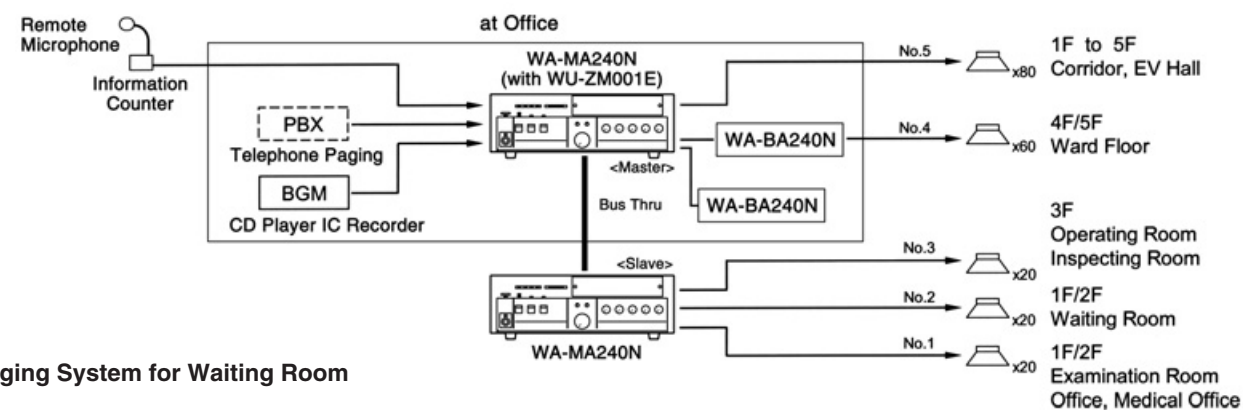 Remote
Microphone
Information
Counter
at Office
WA-MA240N
(with WU-ZM001E)
PBX
Telephone Paging
BGM
CD Player IC Recorder
<Master>
Bus Thru
WA-BA240N
WA-BA240N
No.5
x80
1F to 5F
Corridor, EV Hall
No.4
x60
4F/5F
Ward Floor
<Slave>
WA-MA240N
No.3
x20
3F
Operating Room
Inspecting Room
No.2
x20
1F/2F
Waiting Room
No.1
x20
1F/2F
Examination Room
Office, Medical Office
ging System for Waiting Room